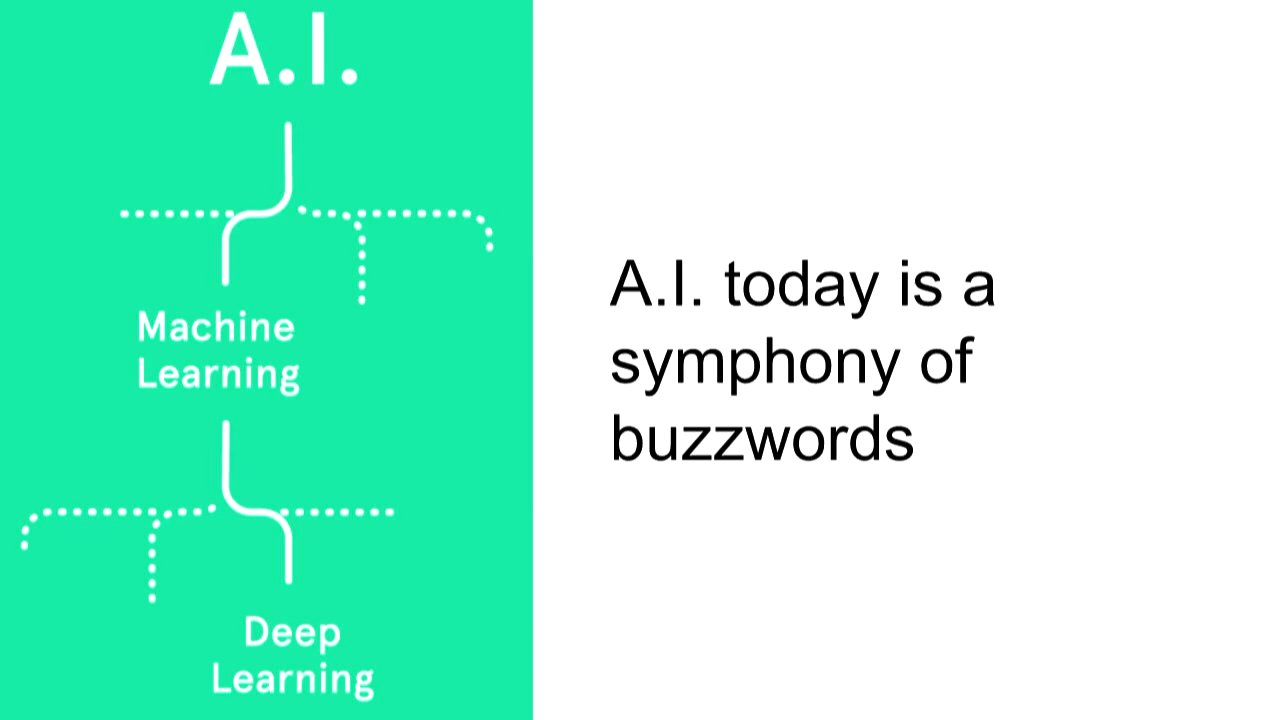 A.I.
Machine
Learning
Deep
Learning
A.I. today is a
symphony of
buzzwords